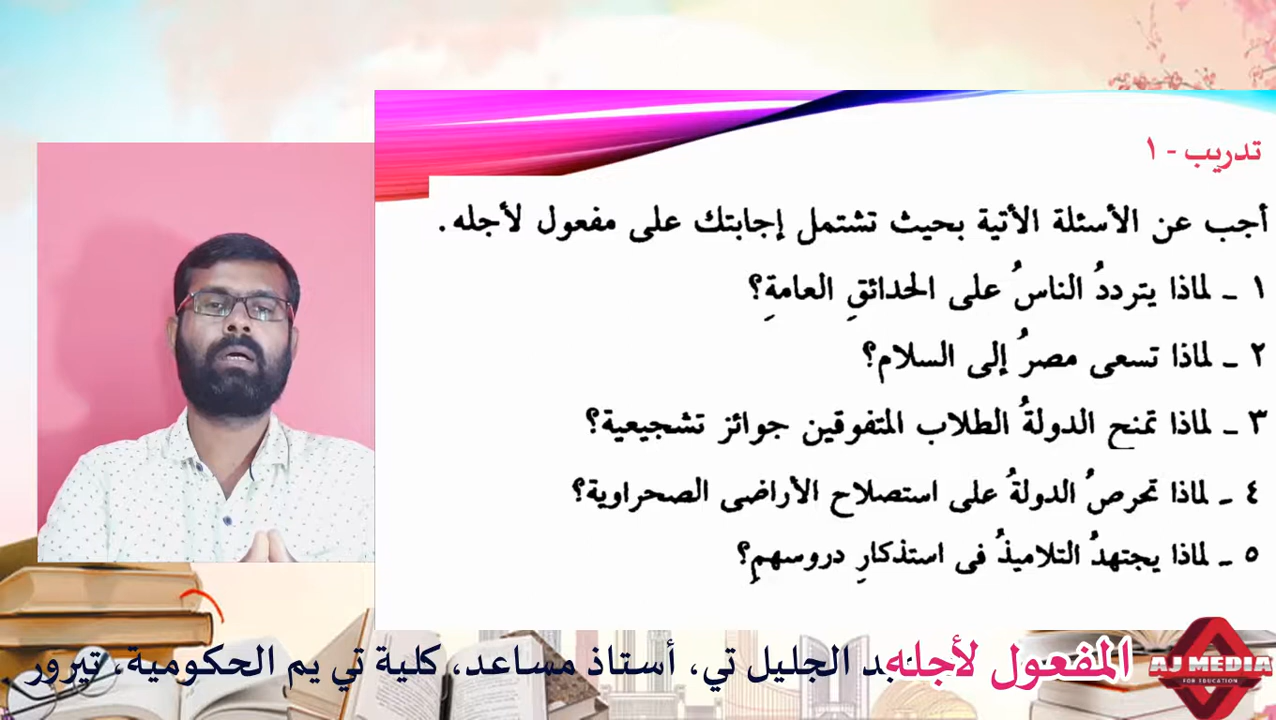 تدريب - ١
أجب عن الأسئلة الأتية بحيث تشتمل إجابتك على مفعول لأجله.
١ ـ لماذا يترددُ الناسُ على الحدائقِ العامةِ؟
٢ ـ لماذا تسعى مصرُ إلى السلام؟
٣ ـ لماذا تمنح الدولةُ الطلاب المتفوقين جوائز تشجيعية؟
٤ ـ لماذا تحرصُ الدولةُ على استصلاح الأراضى الصحراوية؟
٥ ـ لماذا يجتهدُ التلاميذُ فى استذكارِ دروسهمِ؟
المفعول لأجله
الجليل تي، أستاذ مساعد، كلية تي يم الحكومية، تيرور
AJ MEDIA
FOR EDUCATION